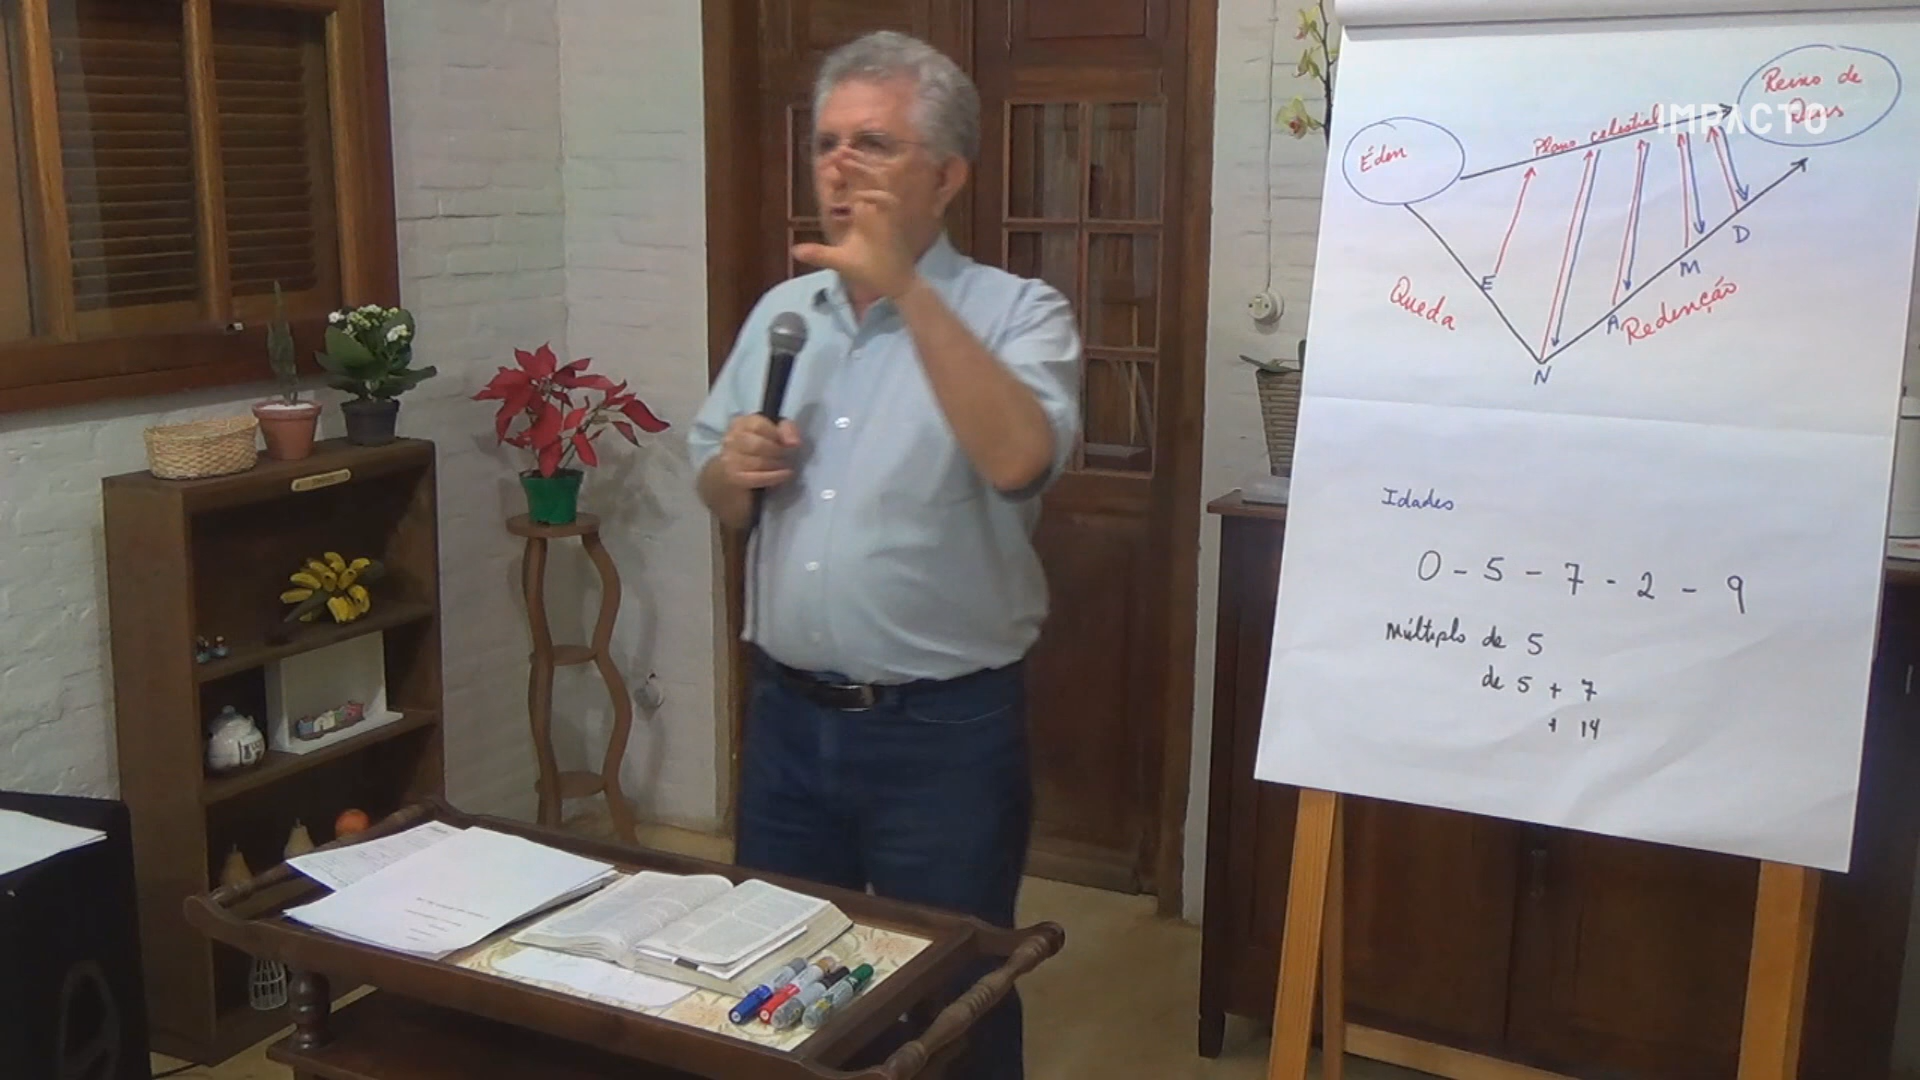 IMPACTO
Reino de
Deus
Éden
Plano celestial
E
D
M
Queda
A
Redenção
N
Idades
0 - 5 - 7 - 2 - 9
Múltiplo de 5
de 5 + 7
+ 14